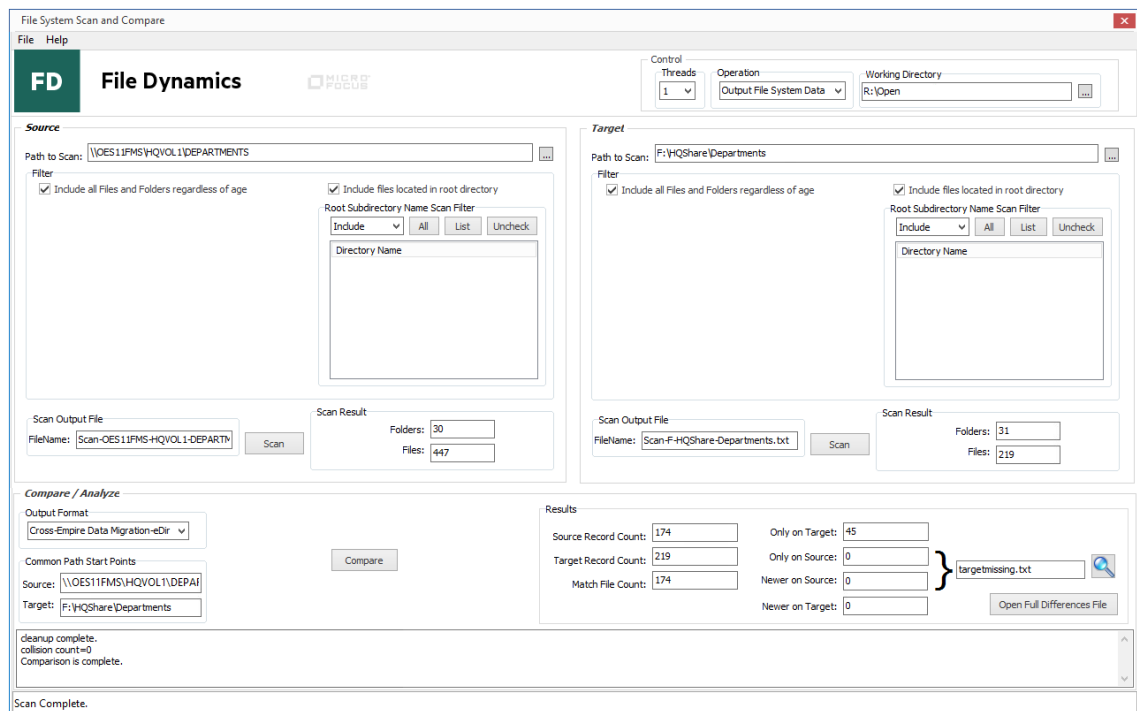 File System Scan and Compare
File Help
FD File Dynamics MICRO
FOCUS
Control
Threads Operation Working Directory
1 Output File System Data R:\Open ...
Source
Path to Scan: \\OES11FMS\HQVOL1\DEPARTMENTS ...
Filter
Include all Files and Folders regardless of age Include files located in root directory
Root Subdirectory Name Scan Filter
Include All List Uncheck
Directory Name
Scan Output File
FileName: Scan-OES11FMS-HQVOL1-DEPARTM Scan
Scan Result
Folders: 30
Files: 447
Target
Path to Scan: F:\HQShare\Departments ...
Filter
Include all Files and Folders regardless of age Include files located in root directory
Root Subdirectory Name Scan Filter
Include All List Uncheck
Directory Name
Scan Output File
FileName: Scan-F-HQShare-Departments.txt Scan
Scan Result
Folders: 31
Files: 219
Compare / Analyze
Output Format
Cross-Empire Data Migration-eDir
Common Path Start Points
Source: \\OES11FMS\HQVOL1\DEPAR
Target: F:\HQShare\Departments
Compare
Results
Source Record Count: 174
Target Record Count: 219
Match File Count: 174
Only on Target: 45
Only on Source: 0
Newer on Source: 0
Newer on Target: 0
} targetmissing.txt
Open Full Differences File
cleanup complete.
collision count=0
Comparison is complete.
Scan Complete.